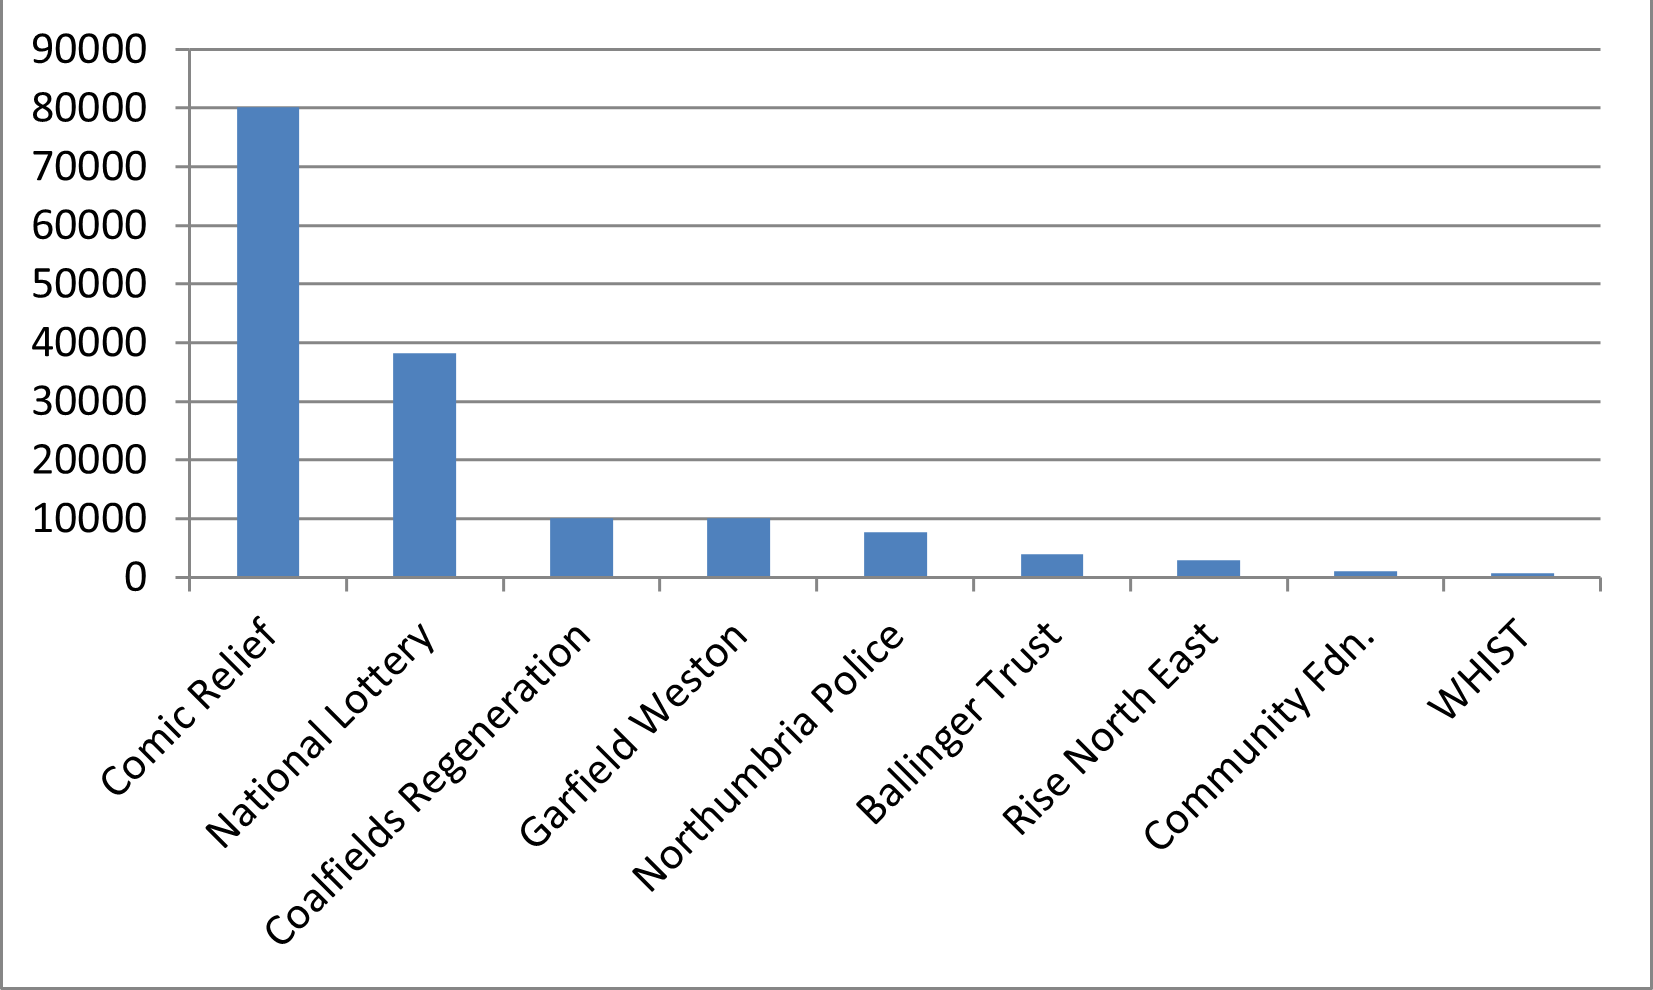 90000
80000
70000
60000
50000
40000
30000
20000
10000
0
Comic Relief
National Lottery
Coalfields Regeneration
Garfield Weston
Northumbria Police
Ballinger Trust
Rise North East
Community Fdn.
WHIST